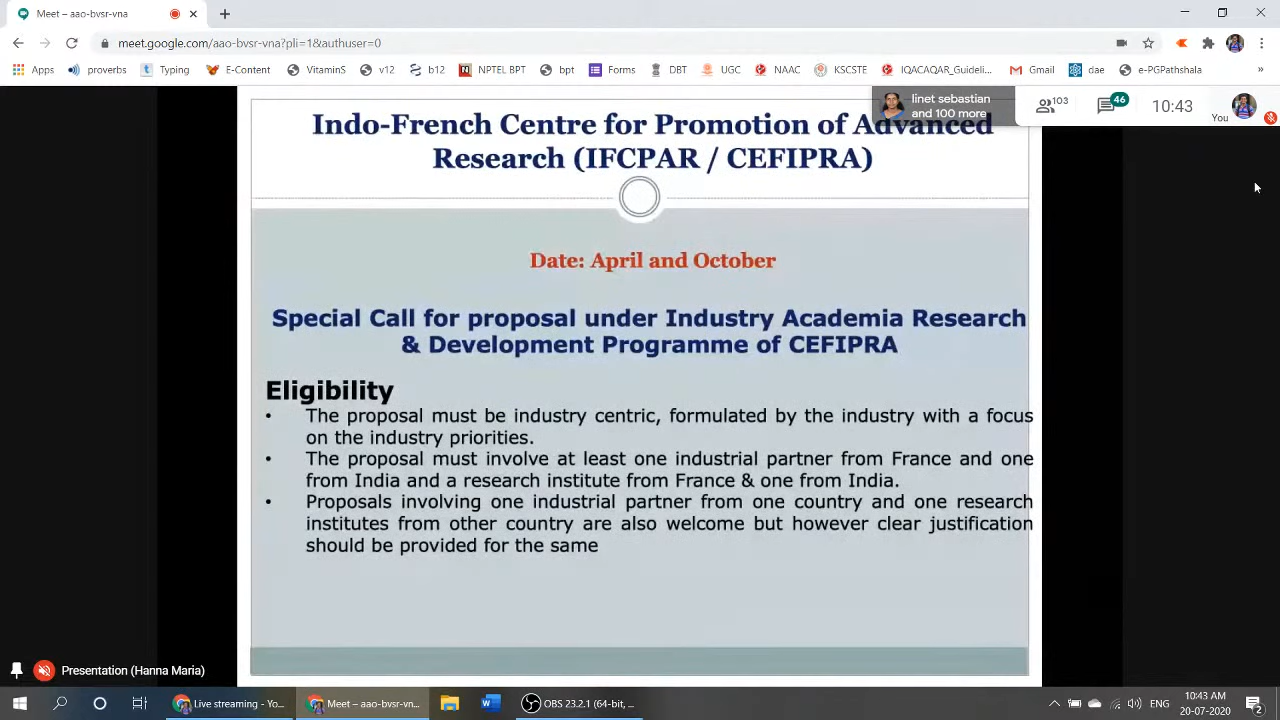 Meet – aao-bvsr-vna
meet.google.com/aao-bvsr-vna?pli=1&authuser=0
Apps proverbs Typing E-Content VitaminS v12 b12 NPTEL BPT bpt Forms DBT UGC NAAC KSCSTE IQACAQAR_Guideli... Gmail dae e-PGPathshala »
linet sebastian
and 100 more
103 46 10:43 You
Indo-French Centre for Promotion of Advanced
Research (IFCPAR / CEFIPRA)
Date: April and October
Special Call for proposal under Industry Academia Research
& Development Programme of CEFIPRA
Eligibility
• The proposal must be industry centric, formulated by the industry with a focus
on the industry priorities.
• The proposal must involve at least one industrial partner from France and one
from India and a research institute from France & one from India.
• Proposals involving one industrial partner from one country and one research
institutes from other country are also welcome but however clear justification
should be provided for the same
Presentation (Hanna Maria)
Live streaming - Yo... Meet – aao-bvsr-vn... OBS 23.2.1 (64-bit, ... ENG 10:43 AM
20-07-2020 2